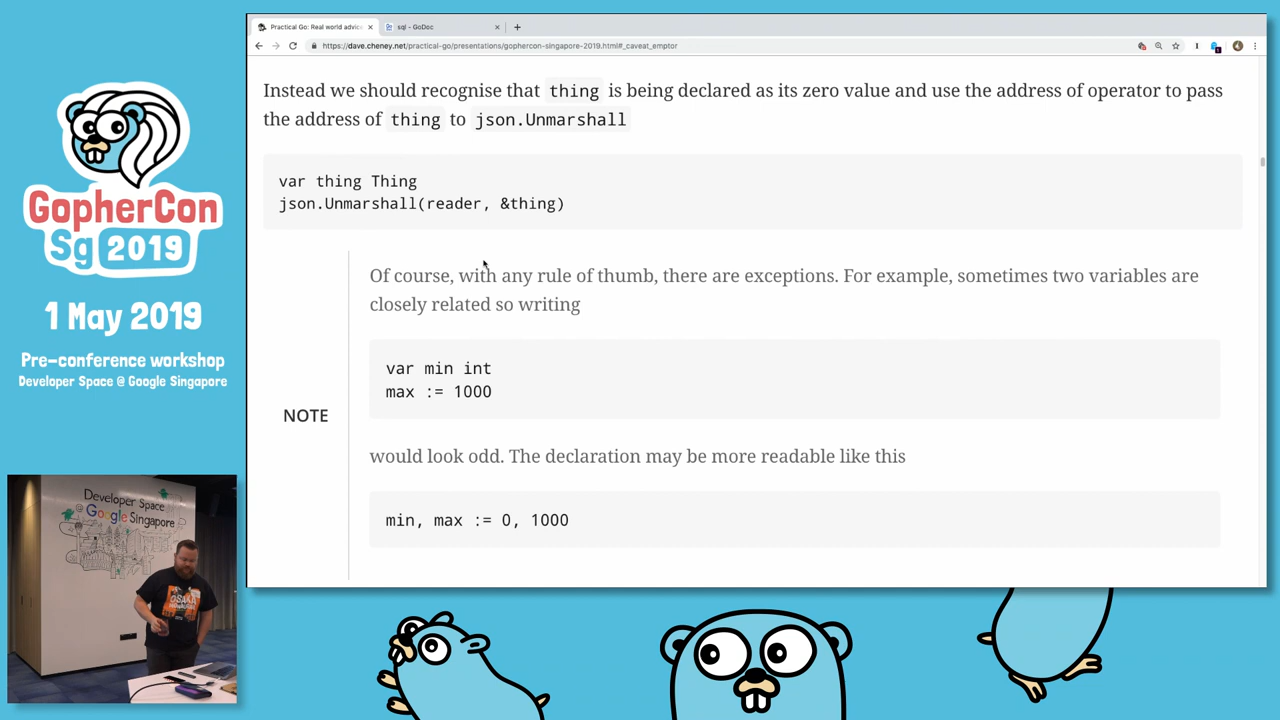 Practical Go: Real world advic
sql - GoDoc
https://dave.cheney.net/practical-go/presentations/gophercon-singapore-2019.html#_caveat_emptor
Instead we should recognise that thing is being declared as its zero value and use the address of operator to pass
the address of thing to json.Unmarshall
var thing Thing
json.Unmarshall(reader, &thing)
Of course, with any rule of thumb, there are exceptions. For example, sometimes two variables are
closely related so writing
var min int
max := 1000
NOTE
would look odd. The declaration may be more readable like this
min, max := 0, 1000
GopherCon
Sg 2019
1 May 2019
Pre-conference workshop
Developer Space @ Google Singapore
Developer Space
@ Google Singapore